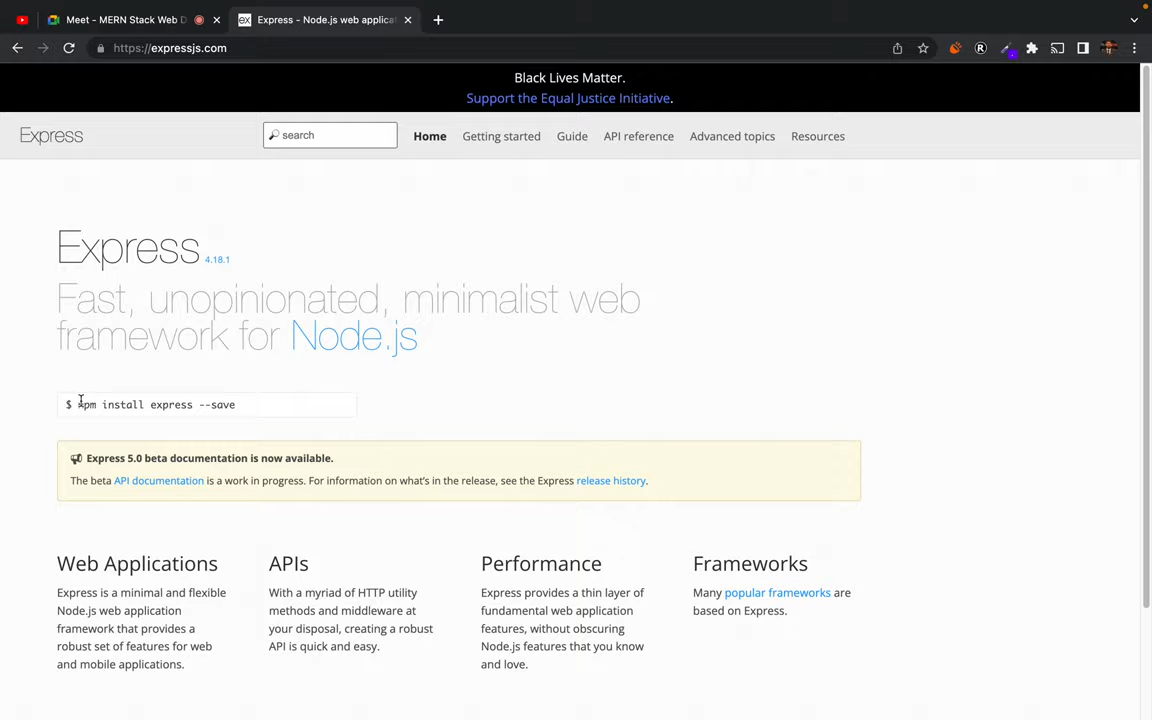 Meet - MERN Stack Web D
Express - Node.js web applica
https://expressjs.com
Black Lives Matter.
Support the Equal Justice Initiative.
Express
search
Home
Getting started
Guide
API reference
Advanced topics
Resources
Express 4.18.1
Fast, unopinionated, minimalist web
framework for Node.js
$ npm install express --save
Express 5.0 beta documentation is now available.
The beta API documentation is a work in progress. For information on what's in the release, see the Express release history.
Web Applications
Express is a minimal and flexible
Node.js web application
framework that provides a
robust set of features for web
and mobile applications.
APIs
With a myriad of HTTP utility
methods and middleware at
your disposal, creating a robust
API is quick and easy.
Performance
Express provides a thin layer of
fundamental web application
features, without obscuring
Node.js features that you know
and love.
Frameworks
Many popular frameworks are
based on Express.